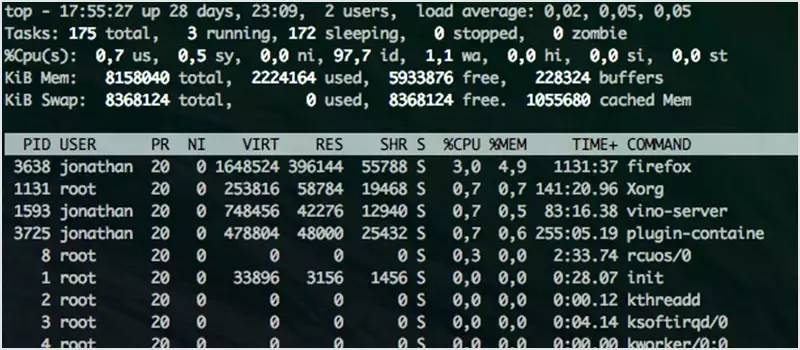 top - 17:55:27 up 28 days, 23:09,  2 users,  load average: 0,02, 0,05, 0,05
Tasks: 175 total,   3 running, 172 sleeping,   0 stopped,   0 zombie
%Cpu(s):  0,7 us,  0,5 sy,  0,0 ni, 97,7 id,  1,1 wa,  0,0 hi,  0,0 si,  0,0 st
KiB Mem:   8158040 total,  2224164 used,  5933876 free,   228324 buffers
KiB Swap:  8368124 total,        0 used,  8368124 free.  1055680 cached Mem
PID USER      PR  NI    VIRT    RES    SHR S  %CPU %MEM     TIME+ COMMAND
3638 jonathan  20   0 1648524 396144  55788 S   3,0  4,9   1131:37 firefox
1131 root      20   0  253816  58784  19468 S   0,7  0,7 141:20.96 Xorg
1593 jonathan  20   0  748456  42276  12940 S   0,7  0,5  83:16.38 vino-server
3725 jonathan  20   0  478804  48000  25432 S   0,7  0,6 255:05.19 plugin-containe
8 root      20   0       0      0      0 S   0,3  0,0   2:33.74 rcuos/0
1 root      20   0   33896   3156   1456 S   0,0  0,0   0:28.07 init
2 root      20   0       0      0      0 S   0,0  0,0   0:00.12 kthreadd
3 root      20   0       0      0      0 S   0,0  0,0   0:04.14 ksoftirqd/0
4 root      20   0       0      0      0 S   0,0  0,0   0:00.00 kworker/0:0